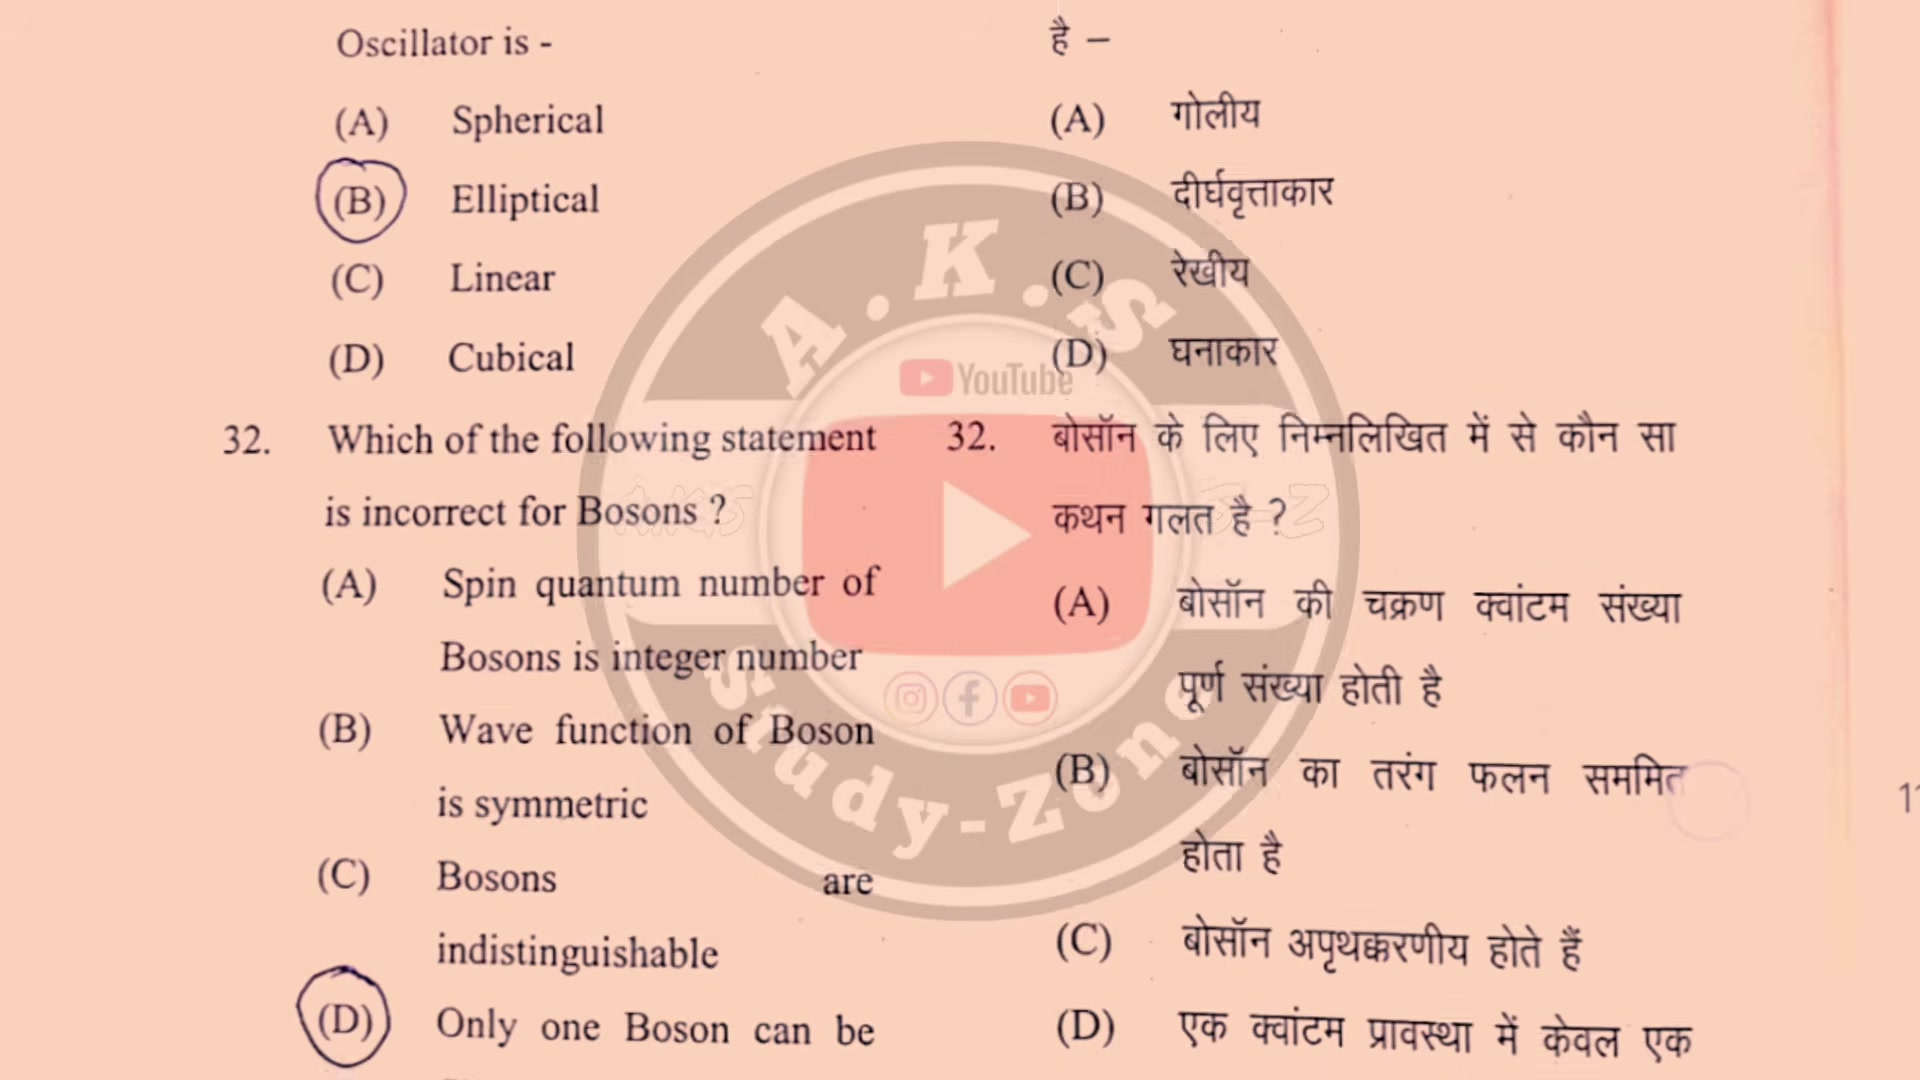 Oscillator is -
(A) Spherical
(B) Elliptical
(C) Linear
(D) Cubical
32. Which of the following statement
is incorrect for Bosons ?
(A) Spin quantum number of
Bosons is integer number
(B) Wave function of Boson
is symmetric
(C) Bosons are
indistinguishable
(D) Only one Boson can be
है –
(A) गोलीय
(B) दीर्घवृत्ताकार
(C) रेखीय
(D) घनाकार
32. बोसॉन के लिए निम्नलिखित में से कौन सा
कथन गलत है ?
(A) बोसॉन की चक्रण क्वांटम संख्या
पूर्ण संख्या होती है
(B) बोसॉन का तरंग फलन सममित
होता है
(C) बोसॉन अपृथक्करणीय होते हैं
(D) एक क्वांटम प्रावस्था में केवल एक
A.K.S
YouTube
Study-Zone
11